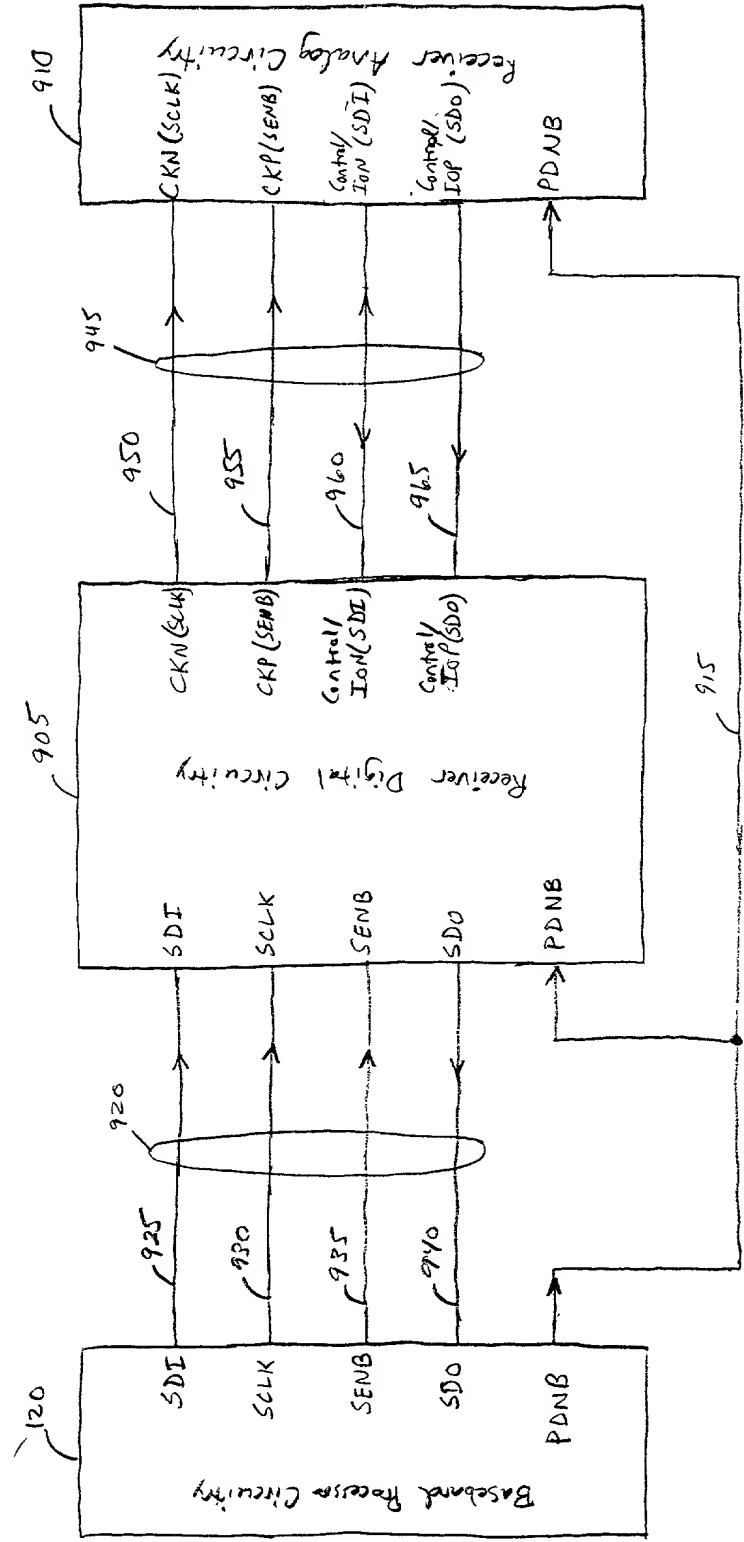 120
Baseband Processor Circuitry
SDI
SCLK
SENB
SDO
PDNB
925
930
935
940
920
905
SDI
SCLK
SENB
SDO
PDNB
Receiver Digital Circuitry
CKN(SCLK)
CKP(SENB)
Control/
ION(SDI)
Control/
IOP(SDO)
950
955
960
965
945
915
910
CKN(SCLK)
CKP(SENB)
Control/
ION(SDI)
Control/
IOP(SDO)
PDNB
Receiver
Analog Circuitry